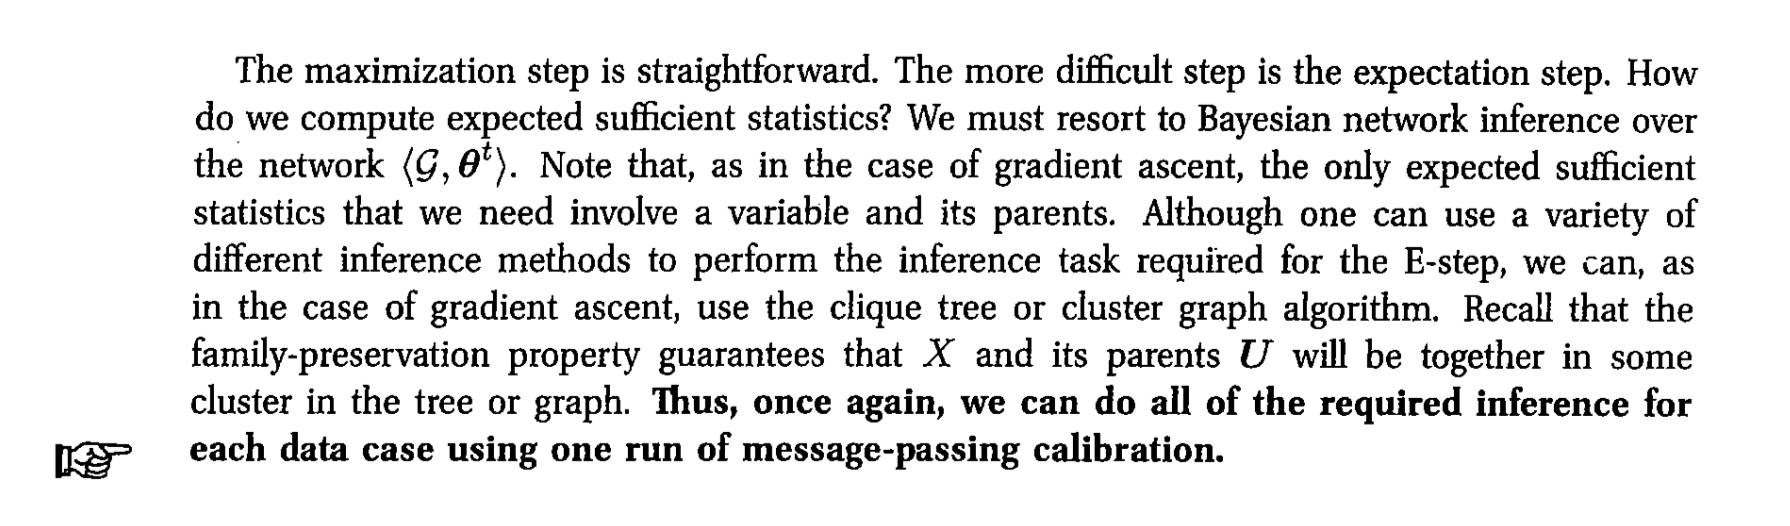 The maximization step is straightforward. The more difficult step is the expectation step. How
do we compute expected sufficient statistics? We must resort to Bayesian network inference over
the network ⟨𝒢, θᵗ⟩. Note that, as in the case of gradient ascent, the only expected sufficient
statistics that we need involve a variable and its parents. Although one can use a variety of
different inference methods to perform the inference task required for the E-step, we can, as
in the case of gradient ascent, use the clique tree or cluster graph algorithm. Recall that the
family-preservation property guarantees that X and its parents U will be together in some
cluster in the tree or graph. Thus, once again, we can do all of the required inference for
each data case using one run of message-passing calibration.